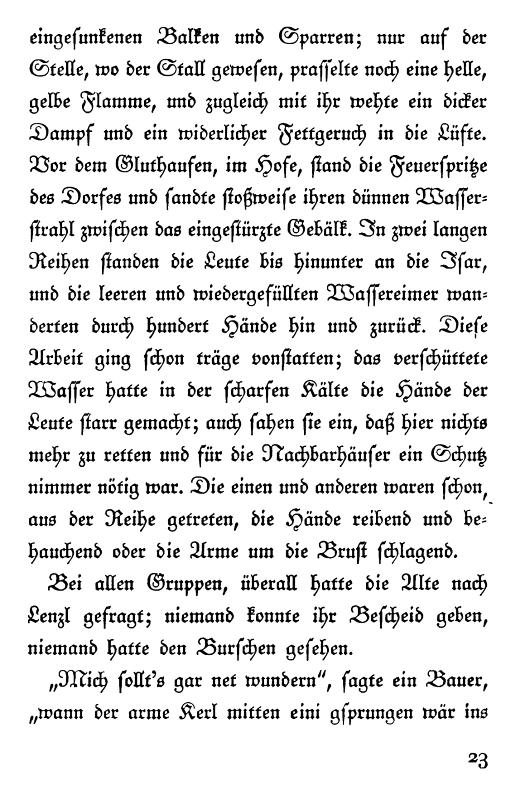 eingesunkenen Balken und Sparren; nur auf der
Stelle, wo der Stall gewesen, prasselte noch eine helle,
gelbe Flamme, und zugleich mit ihr wehte ein dicker
Dampf und ein widerlicher Fettgeruch in die Lüfte.
Vor dem Gluthaufen, im Hofe, stand die Feuerspritze
des Dorfes und sandte stoßweise ihren dünnen Wasser-
strahl zwischen das eingestürzte Gebälk. In zwei langen
Reihen standen die Leute bis hinunter an die Isar,
und die leeren und wiedergefüllten Wassereimer wan-
derten durch hundert Hände hin und zurück. Diese
Arbeit ging schon träge vonstatten; das verschüttete
Wasser hatte in der scharfen Kälte die Hände der
Leute starr gemacht; auch sahen sie ein, daß hier nichts
mehr zu retten und für die Nachbarhäuser ein Schutz
nimmer nötig war. Die einen und anderen waren schon
aus der Reihe getreten, die Hände reibend und be-
hauchend oder die Arme um die Brust schlagend.
Bei allen Gruppen, überall hatte die Alte nach
Lenzl gefragt; niemand konnte ihr Bescheid geben,
niemand hatte den Burschen gesehen.
„Mich sollt's gar net wundern“, sagte ein Bauer,
„wann der arme Kerl mitten eini gsprungen wär ins
23